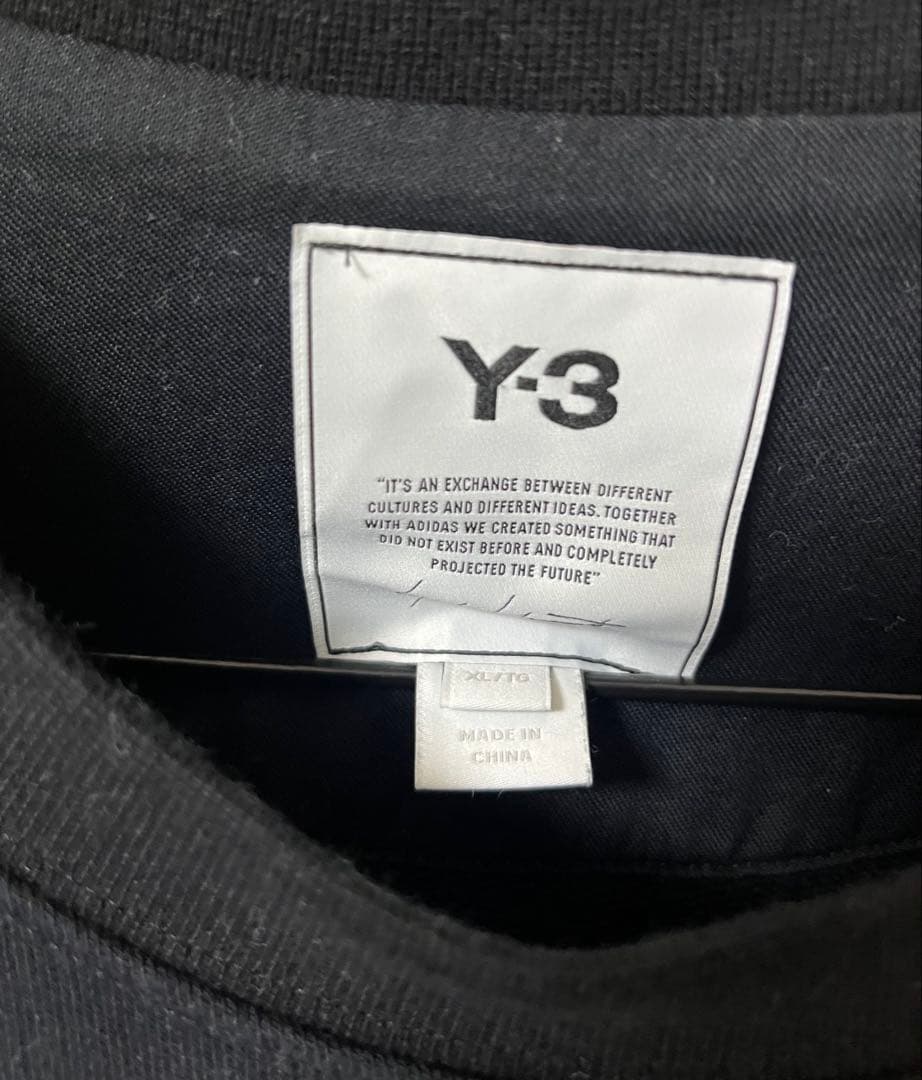 Y-3
"IT'S AN EXCHANGE BETWEEN DIFFERENT
CULTURES AND DIFFERENT IDEAS. TOGETHER
WITH ADIDAS WE CREATED SOMETHING THAT
DID NOT EXIST BEFORE AND COMPLETELY
PROJECTED THE FUTURE"
XL/TG
MADE IN
CHINA